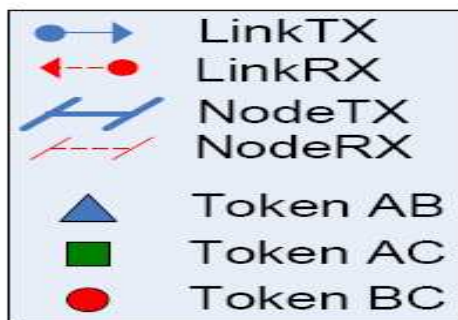 LinkTX
LinkRX
NodeTX
NodeRX
Token AB
Token AC
Token BC